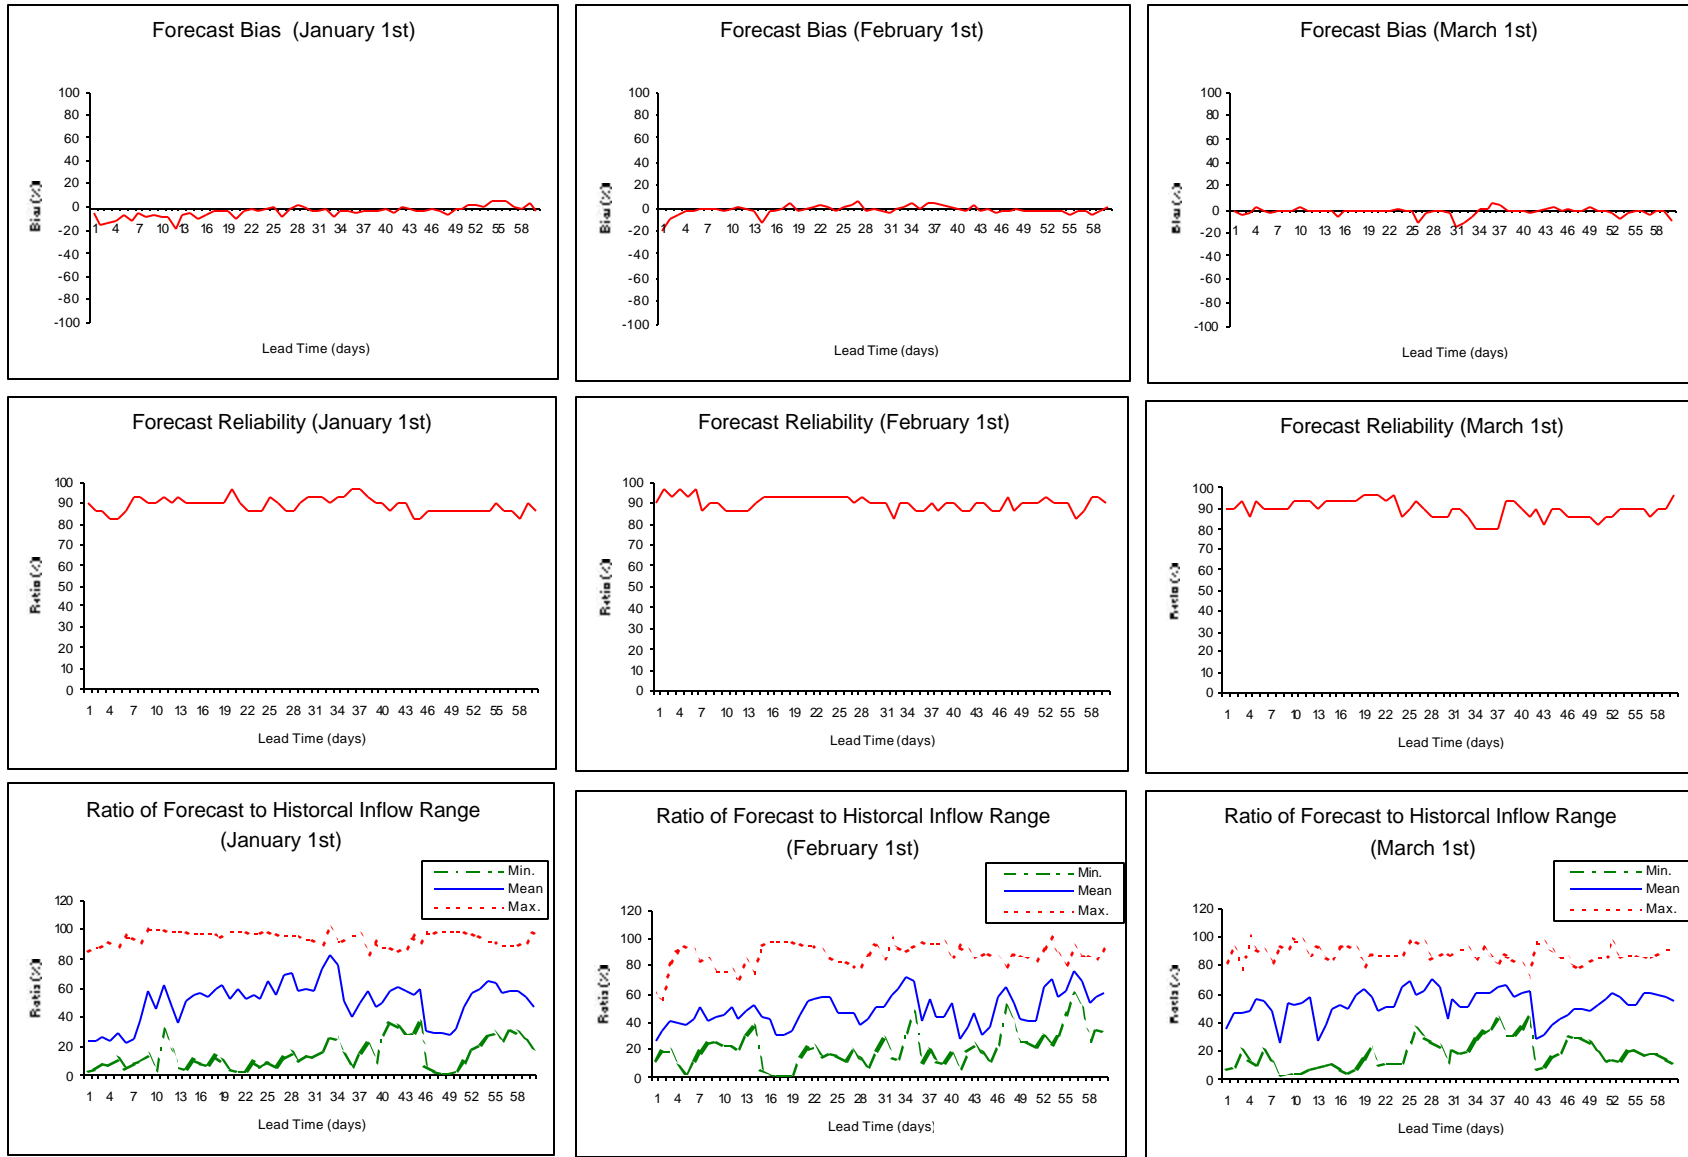 Forecast Bias (January 1st)
100
80
60
40
20
0
-20
-40
-60
-80
-100
Bias (%)
1 4 7 10 13 16 19 22 25 28 31 34 37 40 43 46 49 52 55 58
Lead Time (days)
Forecast Bias (February 1st)
100
80
60
40
20
0
-20
-40
-60
-80
-100
Bias (%)
1 4 7 10 13 16 19 22 25 28 31 34 37 40 43 46 49 52 55 58
Lead Time (days)
Forecast Bias (March 1st)
100
80
60
40
20
0
-20
-40
-60
-80
-100
Bias (%)
1 4 7 10 13 16 19 22 25 28 31 34 37 40 43 46 49 52 55 58
Lead Time (days)
Forecast Reliability (January 1st)
100
90
80
70
60
50
40
30
20
10
0
Ratio (%)
1 4 7 10 13 16 19 22 25 28 31 34 37 40 43 46 49 52 55 58
Lead Time (days)
Forecast Reliability (February 1st)
100
90
80
70
60
50
40
30
20
10
0
Ratio (%)
1 4 7 10 13 16 19 22 25 28 31 34 37 40 43 46 49 52 55 58
Lead Time (days)
Forecast Reliability (March 1st)
100
90
80
70
60
50
40
30
20
10
0
Ratio (%)
1 4 7 10 13 16 19 22 25 28 31 34 37 40 43 46 49 52 55 58
Lead Time (days)
Ratio of Forecast to Historcal Inflow Range
(January 1st)
Min.
Mean
Max.
120
100
80
60
40
20
0
Ratio (%)
1 4 7 10 13 16 19 22 25 28 31 34 37 40 43 46 49 52 55 58
Lead Time (days)
Ratio of Forecast to Historcal Inflow Range
(February 1st)
Min.
Mean
Max.
120
100
80
60
40
20
0
Ratio (%)
1 4 7 10 13 16 19 22 25 28 31 34 37 40 43 46 49 52 55 58
Lead Time (days)
Ratio of Forecast to Historcal Inflow Range
(March 1st)
Min.
Mean
Max.
120
100
80
60
40
20
0
Ratio (%)
1 4 7 10 13 16 19 22 25 28 31 34 37 40 43 46 49 52 55 58
Lead Time (days)